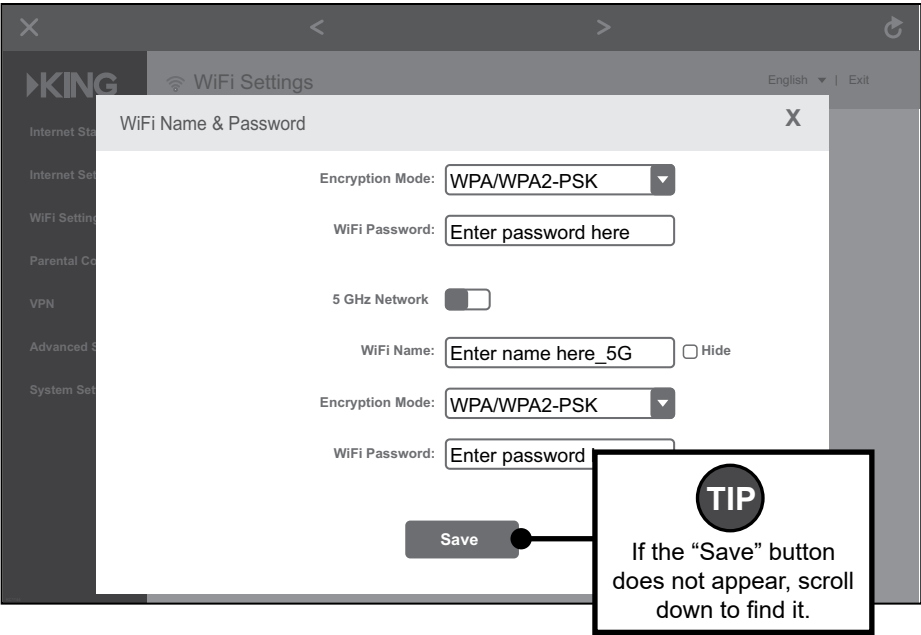 X < >
KING
WiFi Settings
English | Exit
Internet Sta
Internet Set
WiFi Setting
Parental Co
VPN
Advanced S
System Set
WiFi Name & Password X
Encryption Mode: WPA/WPA2-PSK
WiFi Password: Enter password here
5 GHz Network
WiFi Name: Enter name here_5G Hide
Encryption Mode: WPA/WPA2-PSK
WiFi Password: Enter password
Save
TIP
If the “Save” button
does not appear, scroll
down to find it.